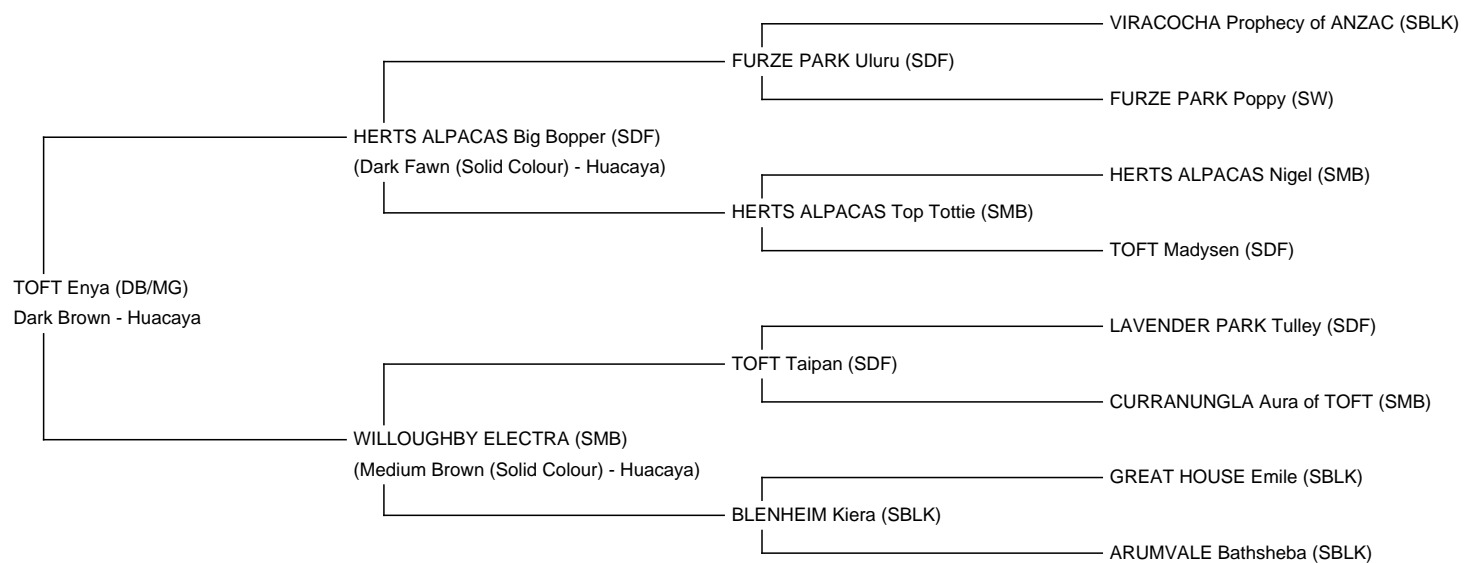 VIRACOCHA Prophecy of ANZAC (SBLK)
FURZE PARK Uluru (SDF)
FURZE PARK Poppy (SW)
HERTS ALPACAS Big Bopper (SDF)
(Dark Fawn (Solid Colour) - Huacaya)
HERTS ALPACAS Nigel (SMB)
HERTS ALPACAS Top Tottie (SMB)
TOFT Madysen (SDF)
TOFT Enya (DB/MG)
Dark Brown - Huacaya
LAVENDER PARK Tulley (SDF)
TOFT Taipan (SDF)
CURRANUNGLA Aura of TOFT (SMB)
WILLOUGHBY ELECTRA (SMB)
(Medium Brown (Solid Colour) - Huacaya)
GREAT HOUSE Emile (SBLK)
BLENHEIM Kiera (SBLK)
ARUMVALE Bathsheba (SBLK)